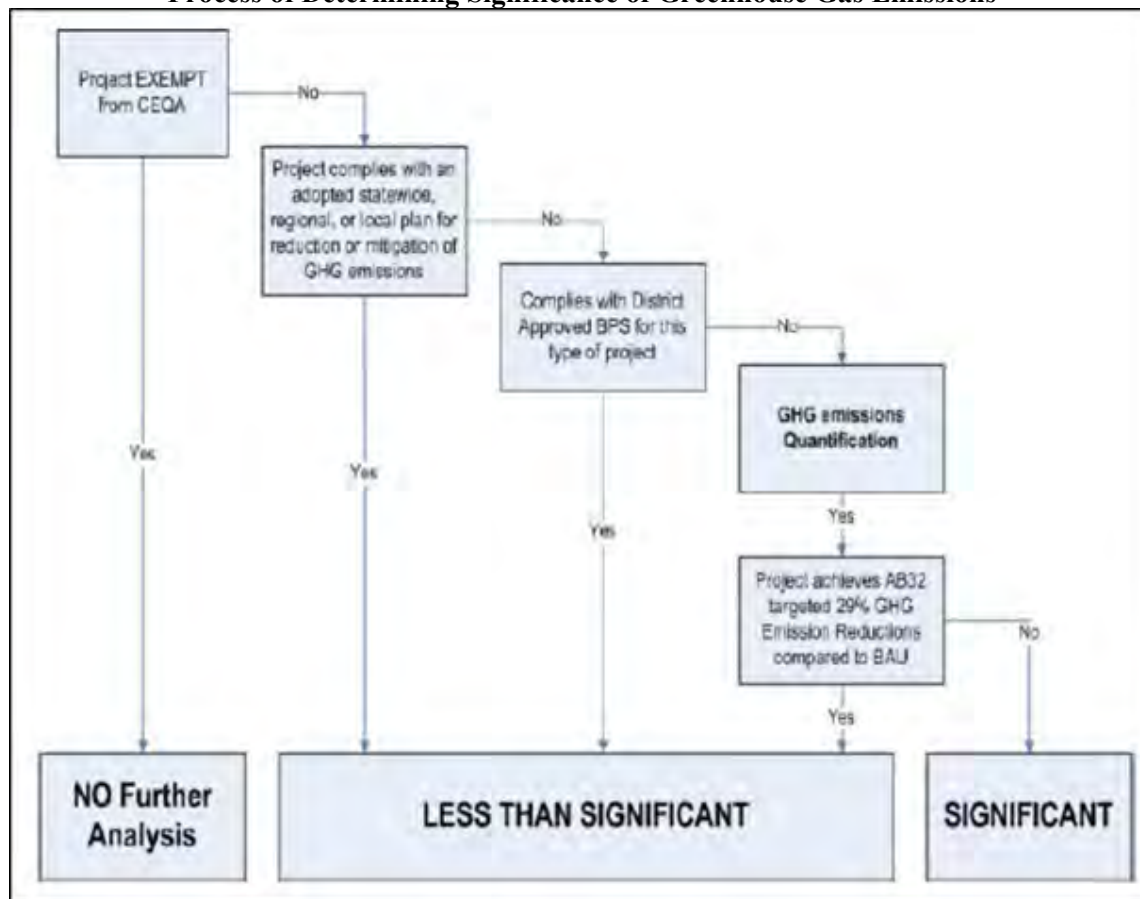 Process of Determining Significance of Greenhouse Gas Emissions
Project EXEMPT
from CEQA
No
Project complies with an
adopted statewide,
regional, or local plan for
reduction or mitigation of
GHG emissions
No
Complies with District
Approved BPS for this
type of project
No
GHG emissions
Quantification
Yes
Yes
Yes
Yes
Project achieves AB32
targeted 29% GHG
Emission Reductions
compared to BAU
No
Yes
NO Further
Analysis
LESS THAN SIGNIFICANT
SIGNIFICANT